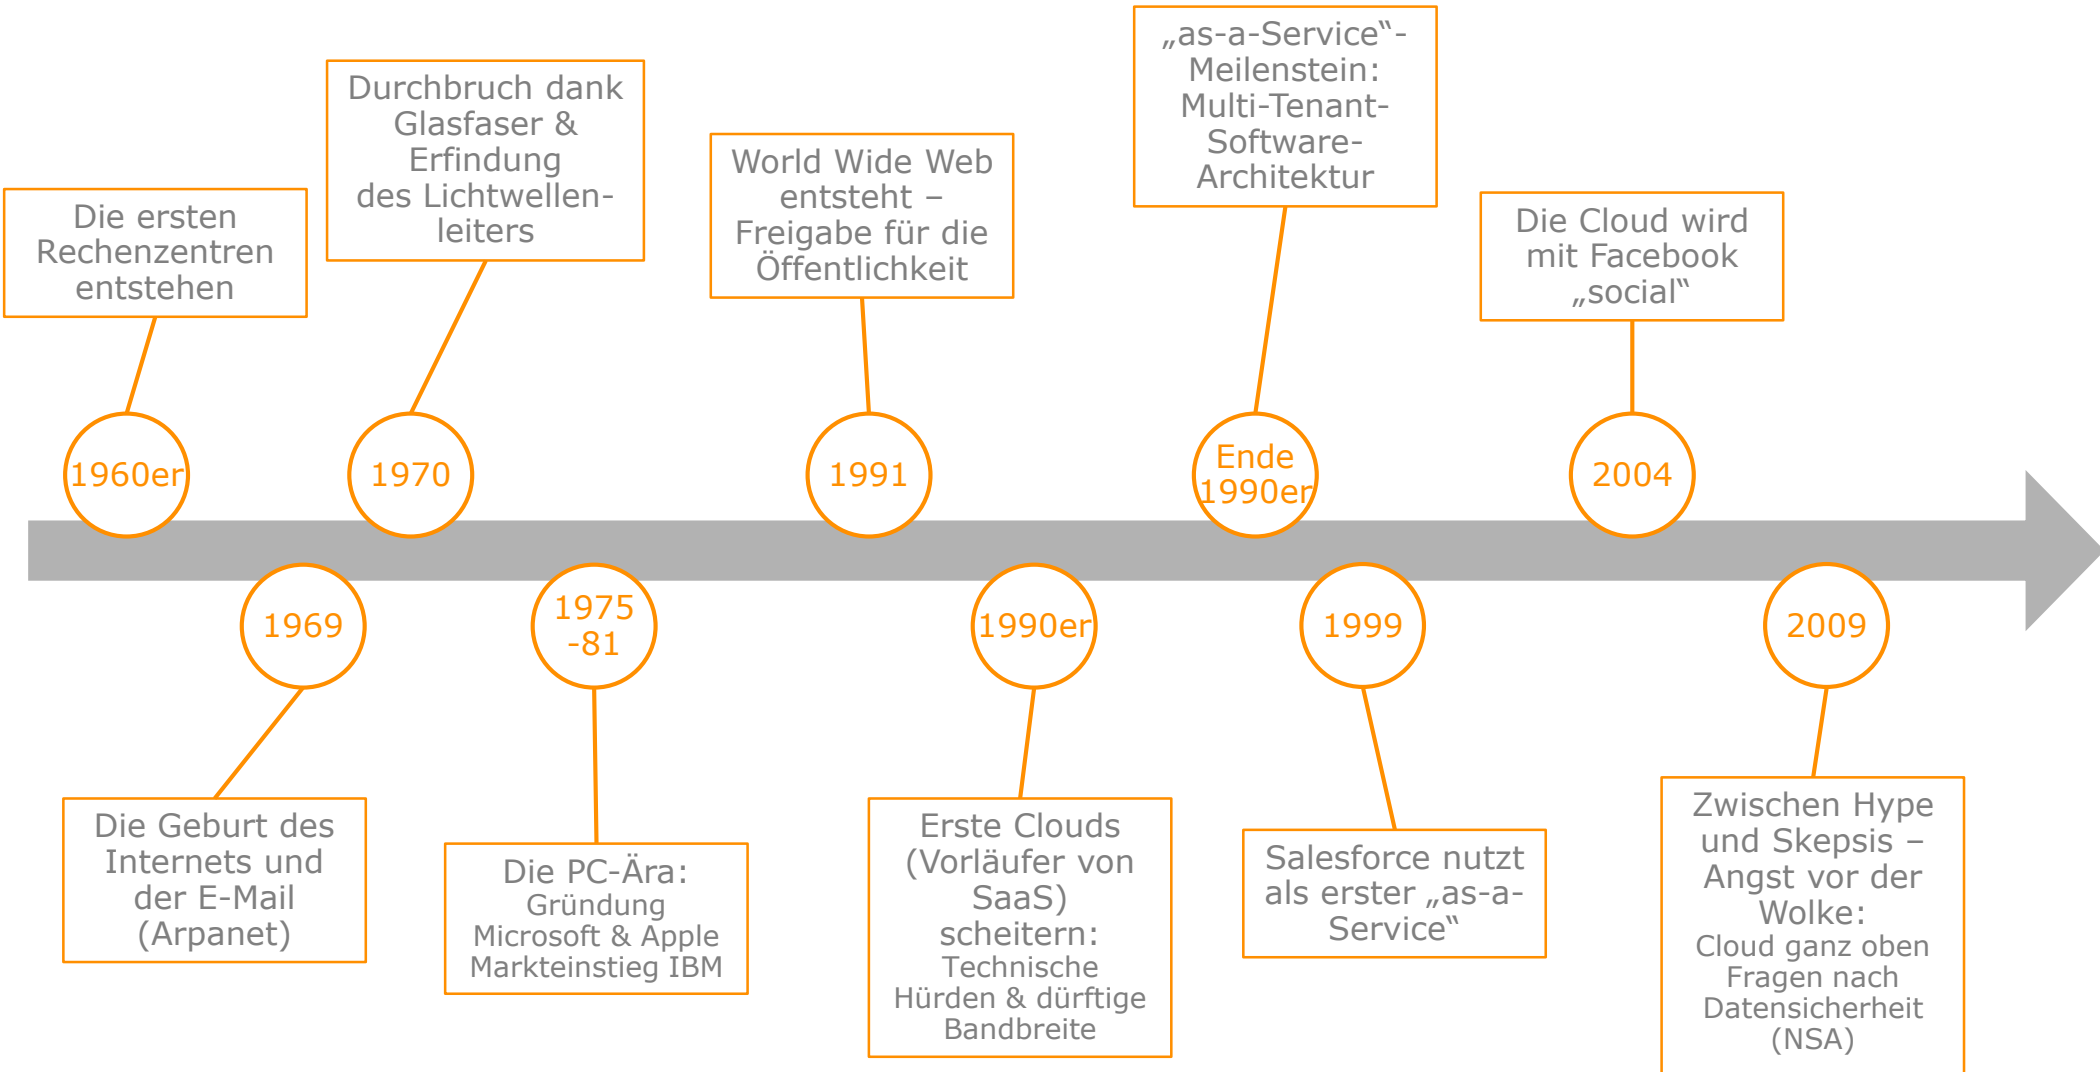 Die ersten
Rechenzentren
entstehen
1960er
Die Geburt des
Internets und
der E-Mail
(Arpanet)
1969
Durchbruch dank
Glasfaser &
Erfindung
des Lichtwellen-
leiters
1970
1975
-81
Die PC-Ära:
Gründung
Microsoft & Apple
Markteinstieg IBM
World Wide Web
entsteht –
Freigabe für die
Öffentlichkeit
1991
1990er
Erste Clouds
(Vorläufer von
SaaS)
scheitern:
Technische
Hürden & dürftige
Bandbreite
„as-a-Service“-
Meilenstein:
Multi-Tenant-
Software-
Architektur
Ende
1990er
1999
Salesforce nutzt
als erster „as-a-
Service“
Die Cloud wird
mit Facebook
„social“
2004
2009
Zwischen Hype
und Skepsis –
Angst vor der
Wolke:
Cloud ganz oben
Fragen nach
Datensicherheit
(NSA)